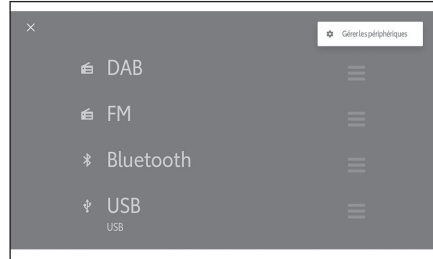 Gérer les périphériques
DAB
FM
Bluetooth
USB
USB